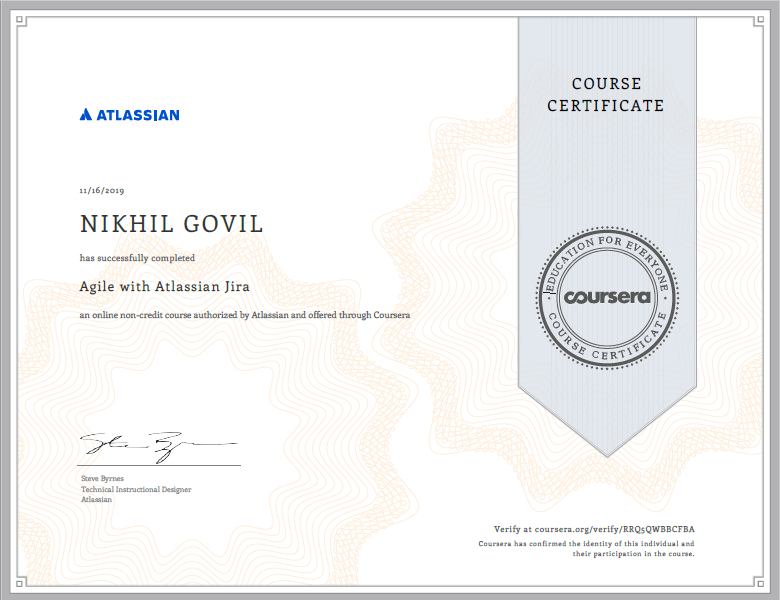 COURSE
CERTIFICATE
ATLASSIAN
11/16/2019
NIKHIL GOVIL
has successfully completed
Agile with Atlassian Jira
an online non-credit course authorized by Atlassian and offered through Coursera
EDUCATION FOR EVERYONE
coursera
COURSE CERTIFICATE
Steve Byrnes
Technical Instructional Designer
Atlassian
Verify at coursera.org/verify/RRQ5QWBBCFBA
Coursera has confirmed the identity of this individual and
their participation in the course.